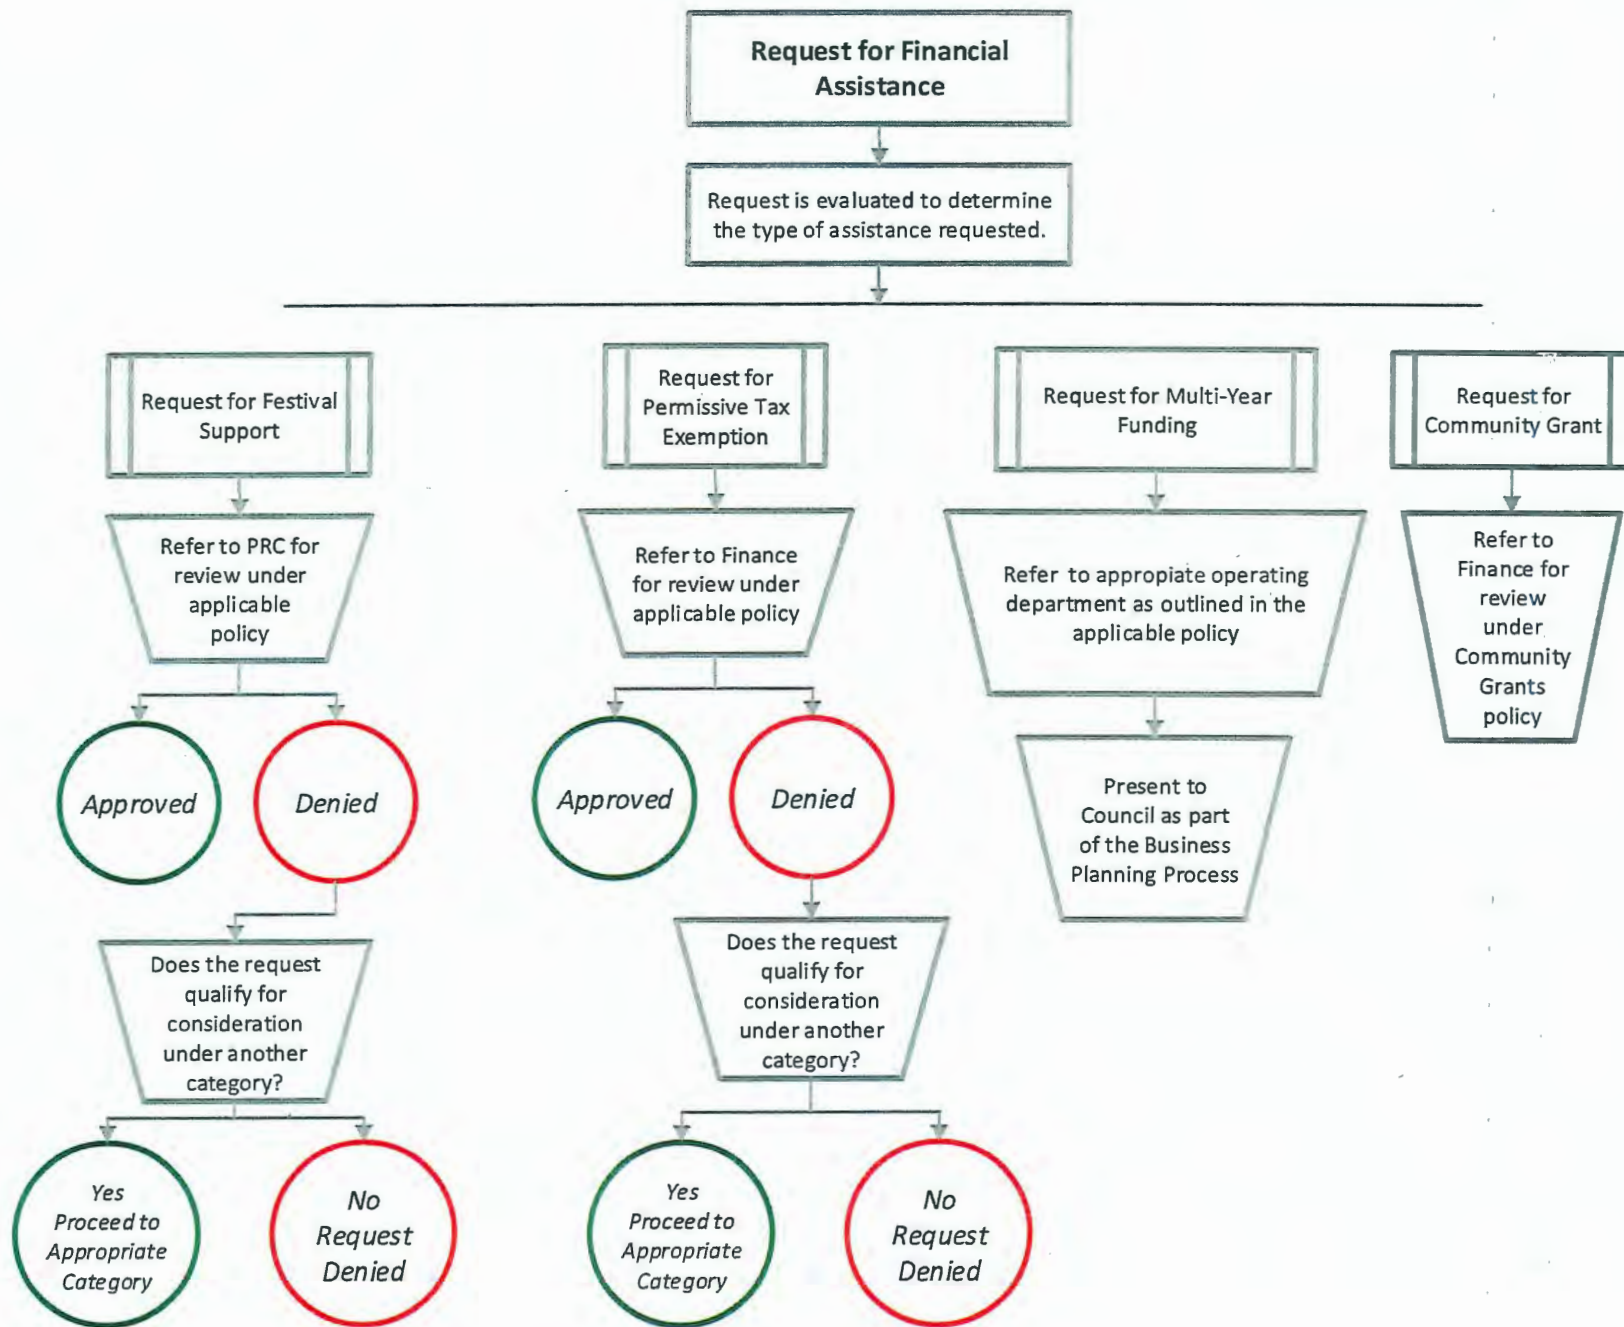 Request for Financial
Assistance
Request is evaluated to determine
the type of assistance requested.
Request for Festival
Support
Request for
Permissive Tax
Exemption
Request for Multi-Year
Funding
Request for
Community Grant
Refer to PRC for
review under
applicable
policy
Refer to Finance
for review under
applicable policy
Refer to appropiate operating
department as outlined in the
applicable policy
Refer to
Finance for
review
under
Community
Grants
policy
Approved
Denied
Approved
Denied
Present to
Council as part
of the Business
Planning Process
Does the request
qualify for
consideration
under another
category?
Does the request
qualify for
consideration
under another
category?
Yes
Proceed to
Appropriate
Category
No
Request
Denied
Yes
Proceed to
Appropriate
Category
No
Request
Denied